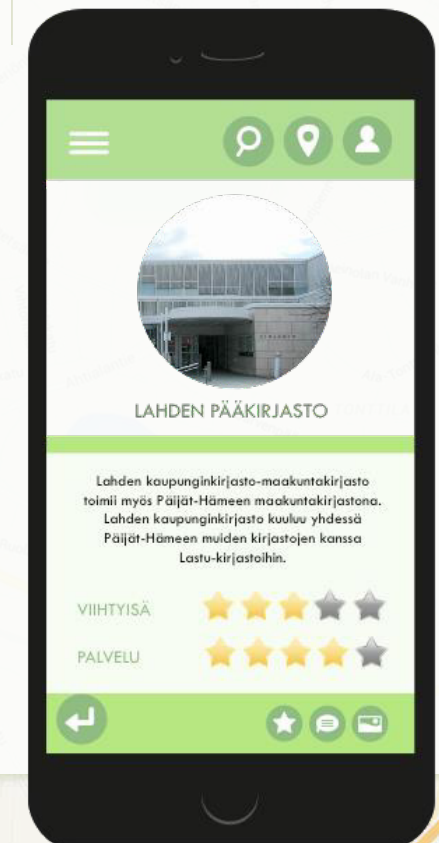 LAHDEN PÄÄKIRJASTO
Lahden kaupunginkirjasto-maakuntakirjasto
toimii myös Päijät-Hämeen maakuntakirjastona.
Lahden kaupunginkirjasto kuuluu yhdessä
Päijät-Hämeen muiden kirjastojen kanssa
Lastu-kirjastoihin.
VIIHTYISÄ
PALVELU